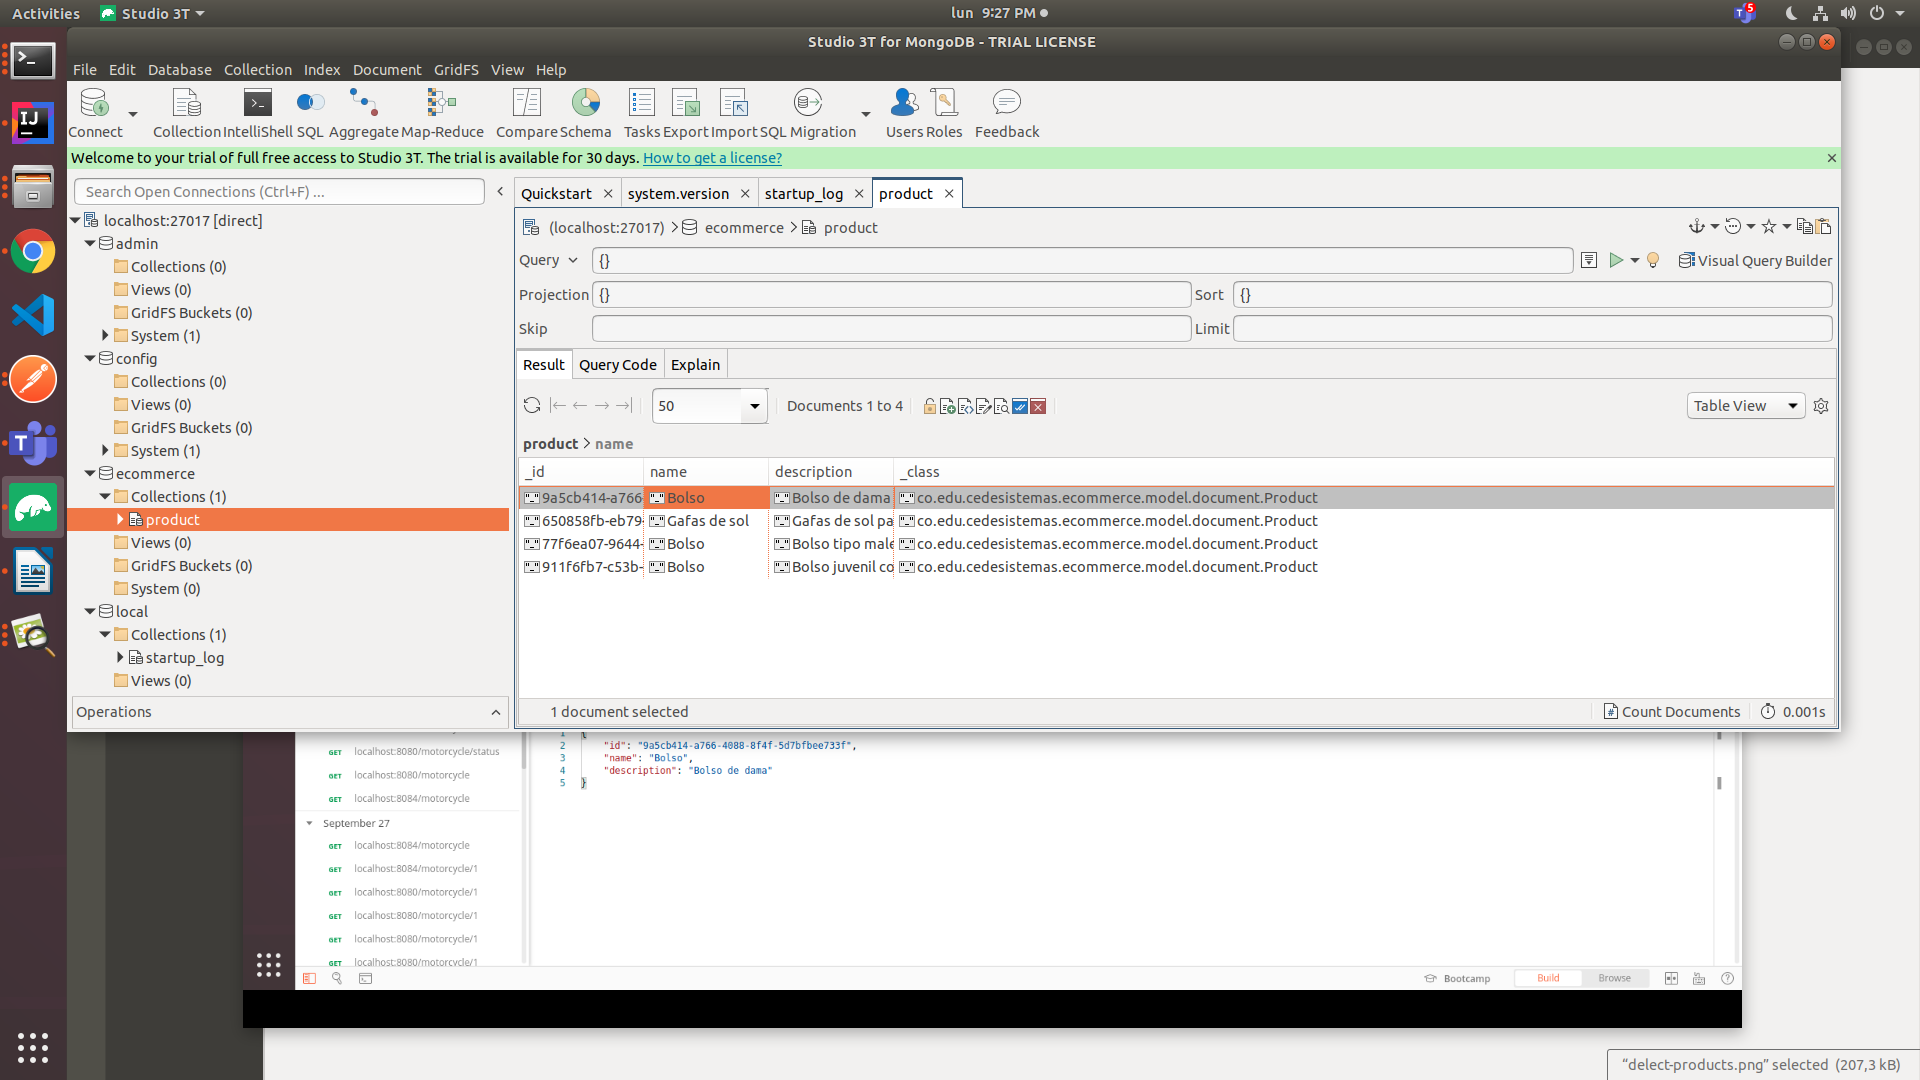 Activities Studio 3T lun 9:27 PM 5
Studio 3T for MongoDB - TRIAL LICENSE
File Edit Database Collection Index Document GridFS View Help
Connect Collection IntelliShell SQL Aggregate Map-Reduce Compare Schema Tasks Export Import SQL Migration Users Roles Feedback
Welcome to your trial of full free access to Studio 3T. The trial is available for 30 days. How to get a license?
Search Open Connections (Ctrl+F) ...
localhost:27017 [direct]
admin
Collections (0)
Views (0)
GridFS Buckets (0)
System (1)
config
Collections (0)
Views (0)
GridFS Buckets (0)
System (1)
ecommerce
Collections (1)
product
Views (0)
GridFS Buckets (0)
System (0)
local
Collections (1)
startup_log
Views (0)
Operations
Quickstart system.version startup_log product
(localhost:27017) ecommerce product
Query {} Visual Query Builder
Projection {} Sort {}
Skip Limit
Result Query Code Explain
50 Documents 1 to 4 Table View
product > name
_id name description _class
9a5cb414-a766- Bolso Bolso de dama co.edu.cedesistemas.ecommerce.model.document.Product
650858fb-eb79- Gafas de sol Gafas de sol pa co.edu.cedesistemas.ecommerce.model.document.Product
77f6ea07-9644- Bolso Bolso tipo male co.edu.cedesistemas.ecommerce.model.document.Product
911f6fb7-c53b- Bolso Bolso juvenil co co.edu.cedesistemas.ecommerce.model.document.Product
1 document selected Count Documents 0.001s
GET localhost:8080/motorcycle/status
GET localhost:8080/motorcycle
GET localhost:8084/motorcycle
September 27
GET localhost:8084/motorcycle
GET localhost:8084/motorcycle/1
GET localhost:8080/motorcycle/1
GET localhost:8080/motorcycle/1
GET localhost:8080/motorcycle/1
GET localhost:8080/motorcycle/1
1 {
2 "id": "9a5cb414-a766-4088-8f4f-5d7bfbee733f",
3 "name": "Bolso",
4 "description": "Bolso de dama"
5 }
Bootcamp Build Browse
“delect-products.png” selected (207,3 kB)